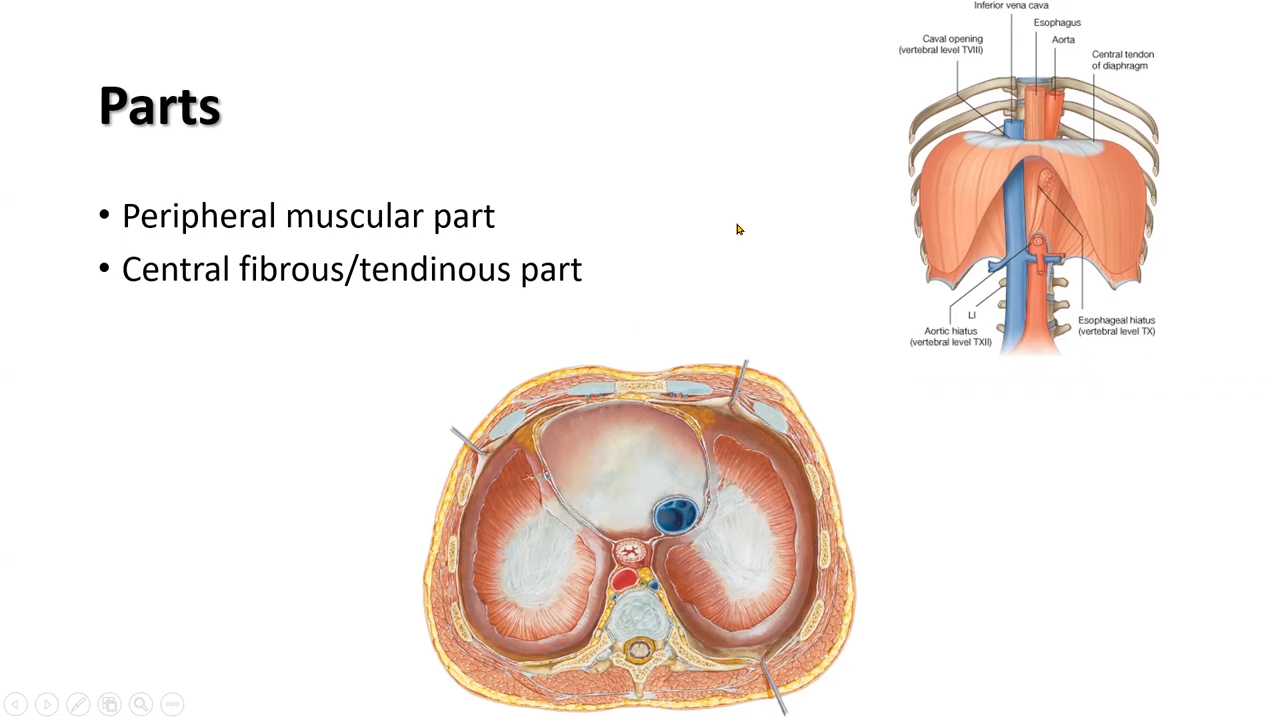 Parts
• Peripheral muscular part
• Central fibrous/tendinous part
Inferior vena cava
Esophagus
Caval opening
(vertebral level TVIII)
Aorta
Central tendon
of diaphragm
LI
Aortic hiatus
(vertebral level TXII)
Esophageal hiatus
(vertebral level TX)